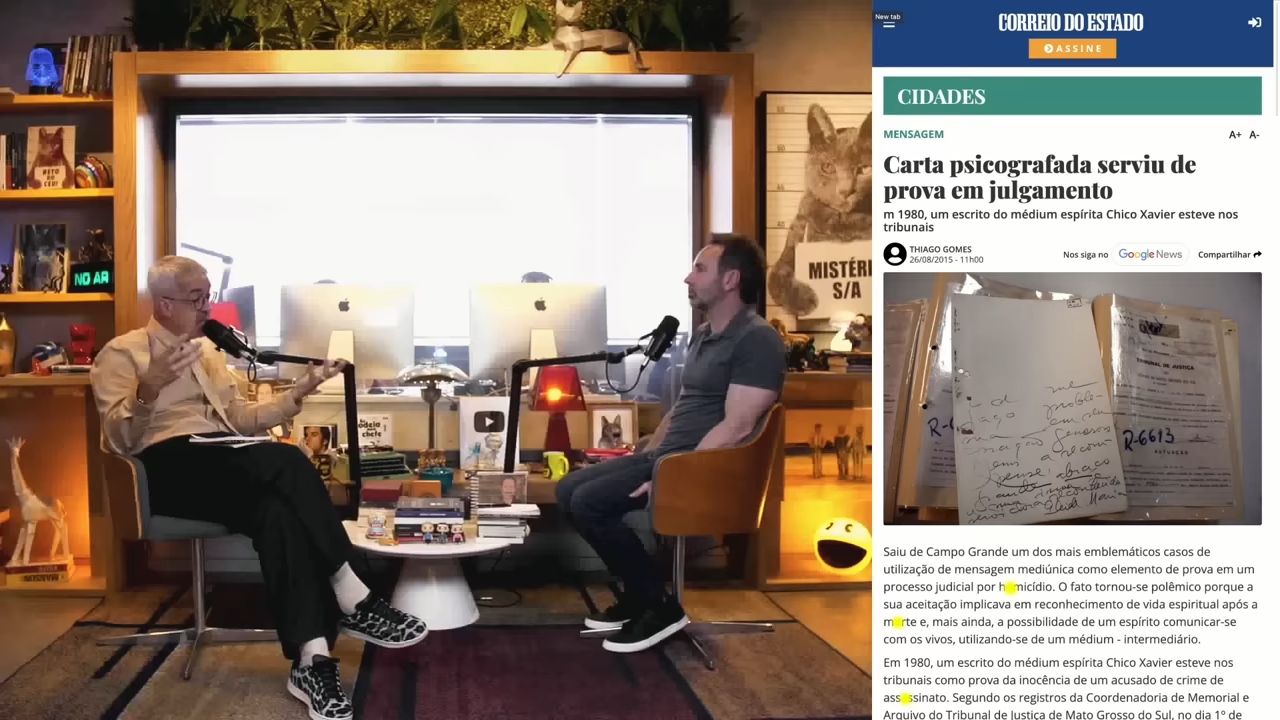 NETO
DO
CÉU
NO AR
MISTÉRI
S/A
New tab
CORREIO DO ESTADO
ASSINE
CIDADES
MENSAGEM
A+ A-
Carta psicografada serviu de
prova em julgamento
m 1980, um escrito do médium espírita Chico Xavier esteve nos
tribunais
THIAGO GOMES
26/08/2015 - 11h00
Nos siga no Google News Compartilhar
TRIBUNAL DE JUSTIÇA
R-6613
AUTUAÇÃO
Saiu de Campo Grande um dos mais emblemáticos casos de
utilização de mensagem mediúnica como elemento de prova em um
processo judicial por homicídio. O fato tornou-se polêmico porque a
sua aceitação implicava em reconhecimento de vida espiritual após a
morte e, mais ainda, a possibilidade de um espírito comunicar-se
com os vivos, utilizando-se de um médium - intermediário.
Em 1980, um escrito do médium espírita Chico Xavier esteve nos
tribunais como prova da inocência de um acusado de crime de
assassinato. Segundo os registros da Coordenadoria de Memorial e
Arquivo do Tribunal de Justiça de Mato Grosso do Sul, no dia 1º de